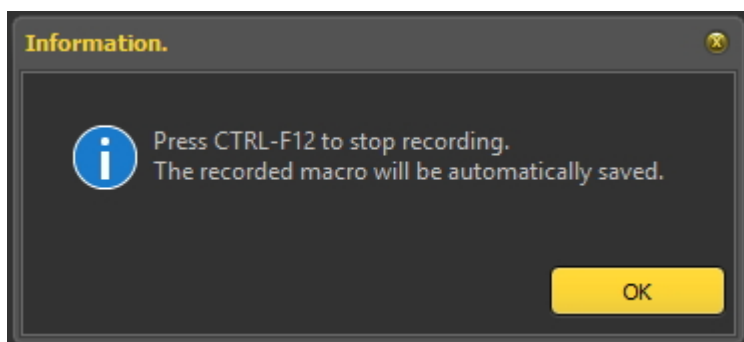 Information.
Press CTRL-F12 to stop recording.
The recorded macro will be automatically saved.
OK